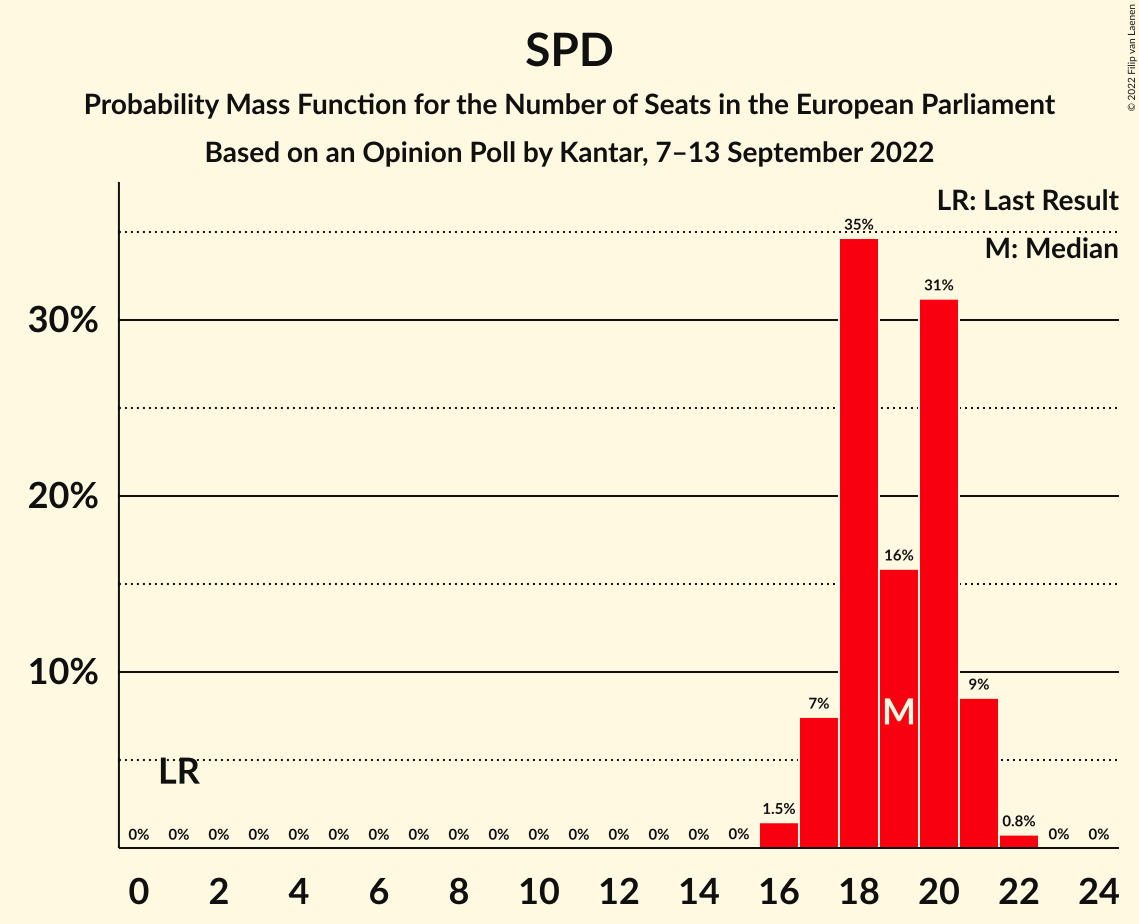 SPD
Probability Mass Function for the Number of Seats in the European Parliament
Based on an Opinion Poll by Kantar, 7–13 September 2022
© 2022 Filip van Laenen
LR: Last Result
M: Median
35%
31%
30%
20%
16%
10%
9%
7%
M
LR
1.5%
0.8%
0% 0% 0% 0% 0% 0% 0% 0% 0% 0% 0% 0% 0% 0% 0% 0% 0% 0%
0 2 4 6 8 10 12 14 16 18 20 22 24